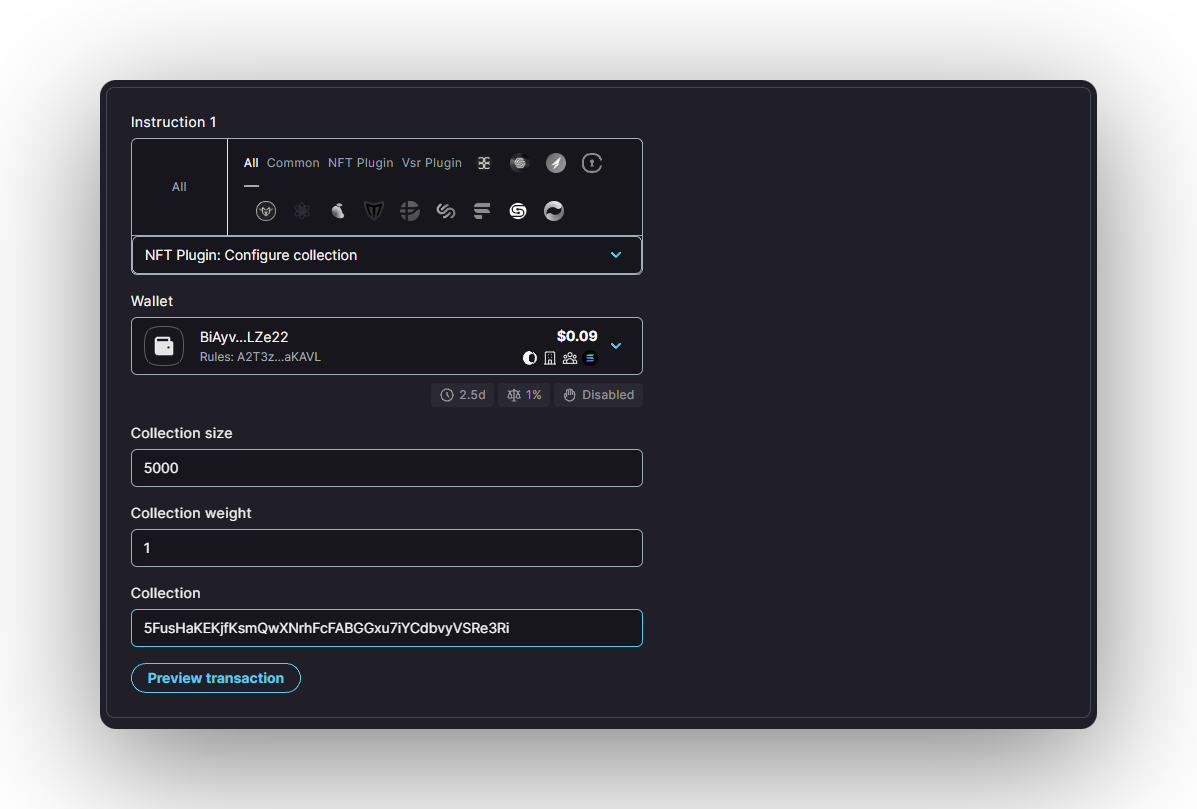 Instruction 1
All
All Common NFT Plugin Vsr Plugin
NFT Plugin: Configure collection
Wallet
BiAyv...LZe22
$0.09
Rules: A2T3z...aKAVL
2.5d 1% Disabled
Collection size
5000
Collection weight
1
Collection
5FusHaKEKjfKsmQwXNrhFcFABGGxu7iYCdbvyVSRe3Ri
Preview transaction